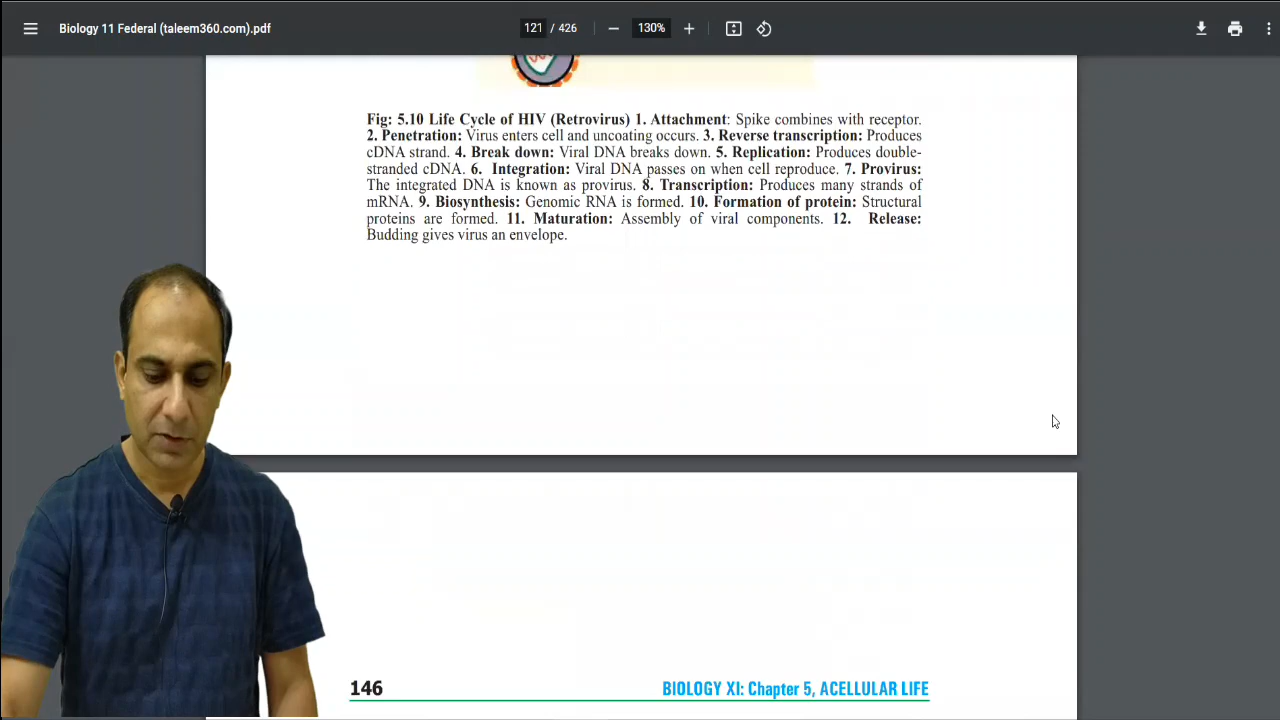 Biology 11 Federal (taleem360.com).pdf
121 / 426
130%
Fig: 5.10 Life Cycle of HIV (Retrovirus) 1. Attachment: Spike combines with receptor.
2. Penetration: Virus enters cell and uncoating occurs. 3. Reverse transcription: Produces
cDNA strand. 4. Break down: Viral DNA breaks down. 5. Replication: Produces double-
stranded cDNA. 6. Integration: Viral DNA passes on when cell reproduce. 7. Provirus:
The integrated DNA is known as provirus. 8. Transcription: Produces many strands of
mRNA. 9. Biosynthesis: Genomic RNA is formed. 10. Formation of protein: Structural
proteins are formed. 11. Maturation: Assembly of viral components. 12. Release:
Budding gives virus an envelope.
146
BIOLOGY XI: Chapter 5, ACELLULAR LIFE